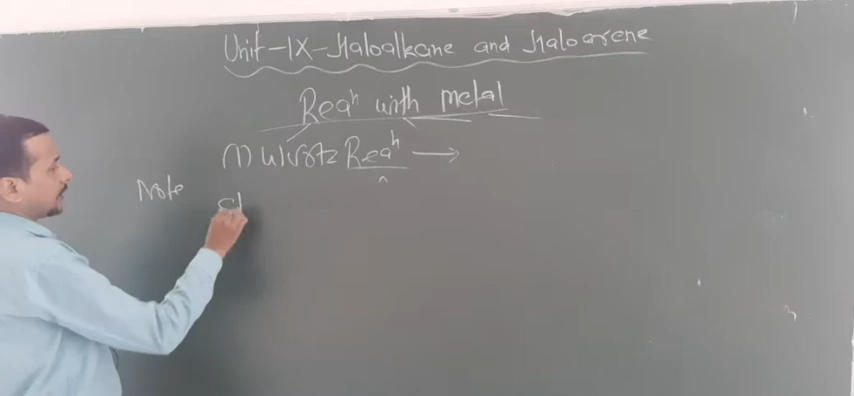 Unit-IX-Haloalkane and Haloarene
Reaⁿ with metal
(1) Wurtz Reaⁿ →
Note